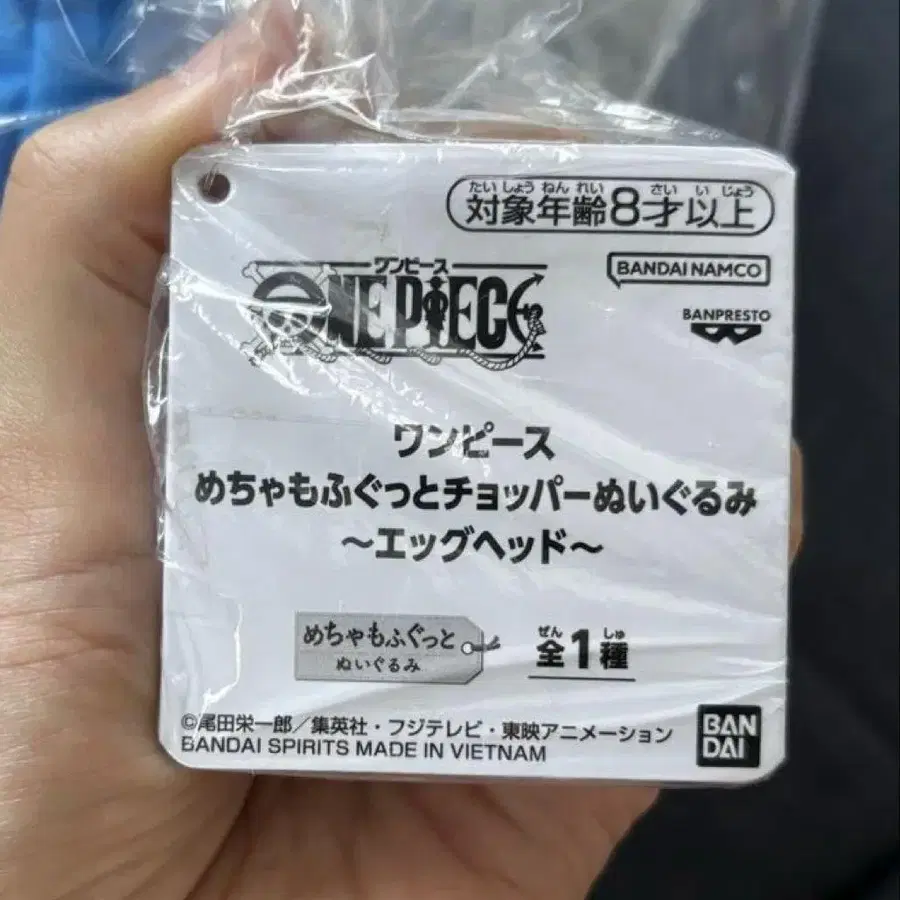 たいしょうねんれい さいいじょう
対象年齢8才以上
ワンピース
ONE PIECE
BANDAI NAMCO
BANPRESTO
ワンピース
めちゃもふぐっとチョッパーぬいぐるみ
～エッグヘッド～
めちゃもふぐっと
ぬいぐるみ
ぜん しゅ
全1種
©尾田栄一郎／集英社・フジテレビ・東映アニメーション
BANDAI SPIRITS MADE IN VIETNAM
BAN
DAI